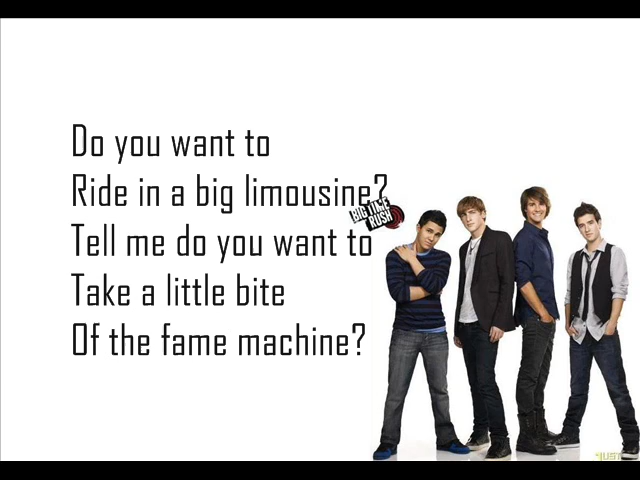 Do you want to
Ride in a big limousine?
Tell me do you want to
Take a little bite
Of the fame machine?
BIG TIME
RUSH
JUST